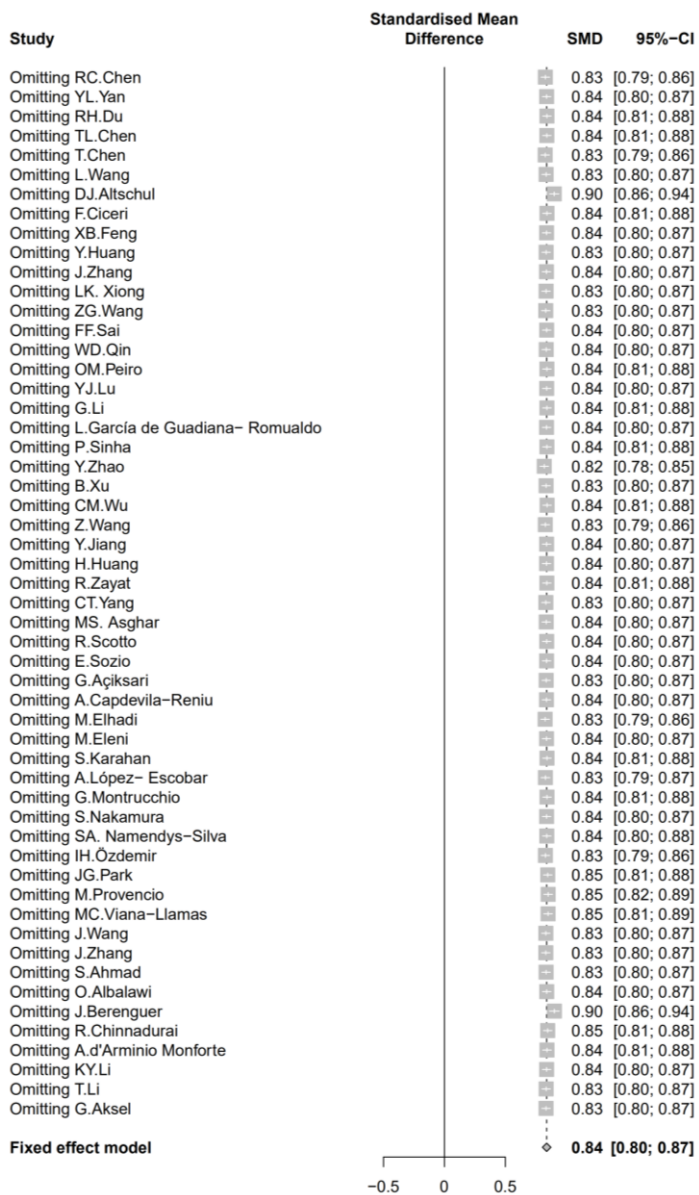 Standardised Mean
Study Difference SMD 95%−CI
Omitting RC.Chen 0.83 [0.79; 0.86]
Omitting YL.Yan 0.84 [0.80; 0.87]
Omitting RH.Du 0.84 [0.81; 0.88]
Omitting TL.Chen 0.84 [0.81; 0.88]
Omitting T.Chen 0.83 [0.79; 0.86]
Omitting L.Wang 0.83 [0.80; 0.87]
Omitting DJ.Altschul 0.90 [0.86; 0.94]
Omitting F.Ciceri 0.84 [0.81; 0.88]
Omitting XB.Feng 0.84 [0.80; 0.87]
Omitting Y.Huang 0.83 [0.80; 0.87]
Omitting J.Zhang 0.84 [0.80; 0.87]
Omitting LK. Xiong 0.83 [0.80; 0.87]
Omitting ZG.Wang 0.83 [0.80; 0.87]
Omitting FF.Sai 0.84 [0.80; 0.87]
Omitting WD.Qin 0.84 [0.80; 0.87]
Omitting OM.Peiro 0.84 [0.81; 0.88]
Omitting YJ.Lu 0.84 [0.80; 0.87]
Omitting G.Li 0.84 [0.81; 0.88]
Omitting L.García de Guadiana− Romualdo 0.84 [0.80; 0.87]
Omitting P.Sinha 0.84 [0.81; 0.88]
Omitting Y.Zhao 0.82 [0.78; 0.85]
Omitting B.Xu 0.83 [0.80; 0.87]
Omitting CM.Wu 0.84 [0.81; 0.88]
Omitting Z.Wang 0.83 [0.79; 0.86]
Omitting Y.Jiang 0.84 [0.80; 0.87]
Omitting H.Huang 0.84 [0.80; 0.87]
Omitting R.Zayat 0.84 [0.81; 0.88]
Omitting CT.Yang 0.83 [0.80; 0.87]
Omitting MS. Asghar 0.84 [0.80; 0.87]
Omitting R.Scotto 0.84 [0.80; 0.87]
Omitting E.Sozio 0.84 [0.80; 0.87]
Omitting G.Açiksari 0.83 [0.80; 0.87]
Omitting A.Capdevila−Reniu 0.84 [0.80; 0.87]
Omitting M.Elhadi 0.83 [0.79; 0.86]
Omitting M.Eleni 0.84 [0.80; 0.87]
Omitting S.Karahan 0.84 [0.81; 0.88]
Omitting A.López− Escobar 0.83 [0.79; 0.87]
Omitting G.Montrucchio 0.84 [0.81; 0.88]
Omitting S.Nakamura 0.84 [0.80; 0.87]
Omitting SA. Namendys−Silva 0.84 [0.80; 0.88]
Omitting IH.Özdemir 0.83 [0.79; 0.86]
Omitting JG.Park 0.85 [0.81; 0.88]
Omitting M.Provencio 0.85 [0.82; 0.89]
Omitting MC.Viana−Llamas 0.85 [0.81; 0.89]
Omitting J.Wang 0.83 [0.80; 0.87]
Omitting J.Zhang 0.83 [0.80; 0.87]
Omitting S.Ahmad 0.83 [0.80; 0.87]
Omitting O.Albalawi 0.84 [0.80; 0.87]
Omitting J.Berenguer 0.90 [0.86; 0.94]
Omitting R.Chinnadurai 0.85 [0.81; 0.88]
Omitting A.d'Arminio Monforte 0.84 [0.81; 0.88]
Omitting KY.Li 0.84 [0.80; 0.87]
Omitting T.Li 0.83 [0.80; 0.87]
Omitting G.Aksel 0.83 [0.80; 0.87]
Fixed effect model 0.84 [0.80; 0.87]
−0.5 0 0.5